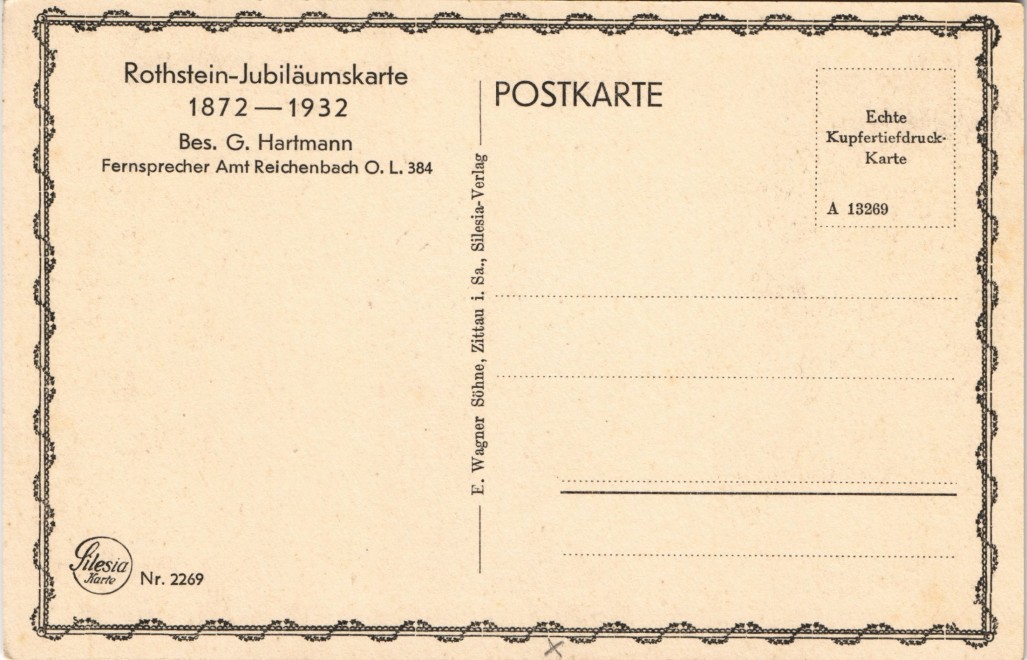 Rothstein-Jubiläumskarte
1872 — 1932
Bes. G. Hartmann
Fernsprecher Amt Reichenbach O. L. 384
Silesia
Karte
Nr. 2269
E. Wagner Söhne, Zittau i. Sa., Silesia-Verlag
POSTKARTE
Echte
Kupfertiefdruck-
Karte
A 13269